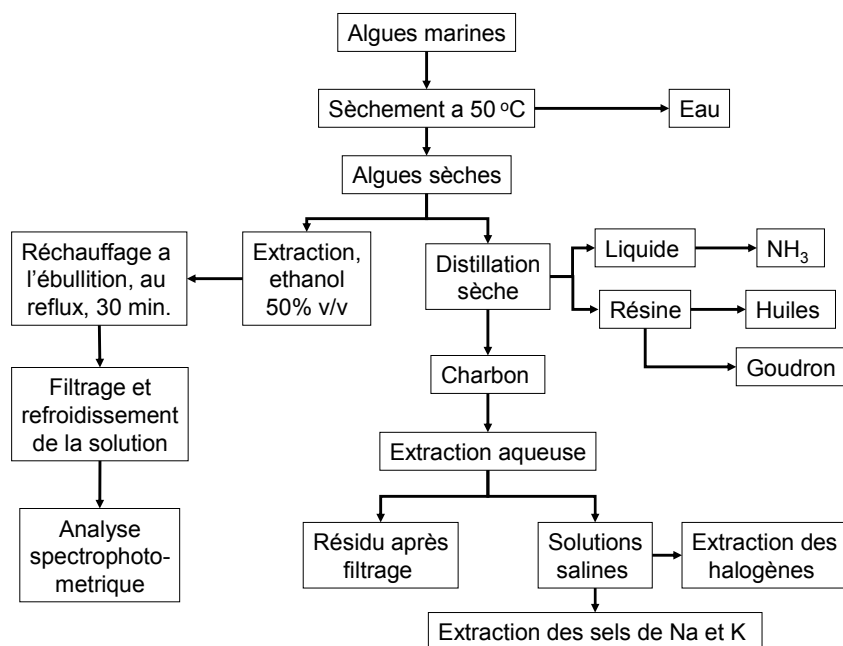 Algues marines
Sèchement a 50 ºC
Eau
Algues sèches
Réchauffage a
l'ébullition, au
reflux, 30 min.
Extraction,
ethanol
50% v/v
Distillation
sèche
Liquide
NH3
Résine
Huiles
Goudron
Filtrage et
refroidissement
de la solution
Charbon
Extraction aqueuse
Analyse
spectrophoto-
metrique
Résidu après
filtrage
Solutions
salines
Extraction des
halogènes
Extraction des sels de Na et K